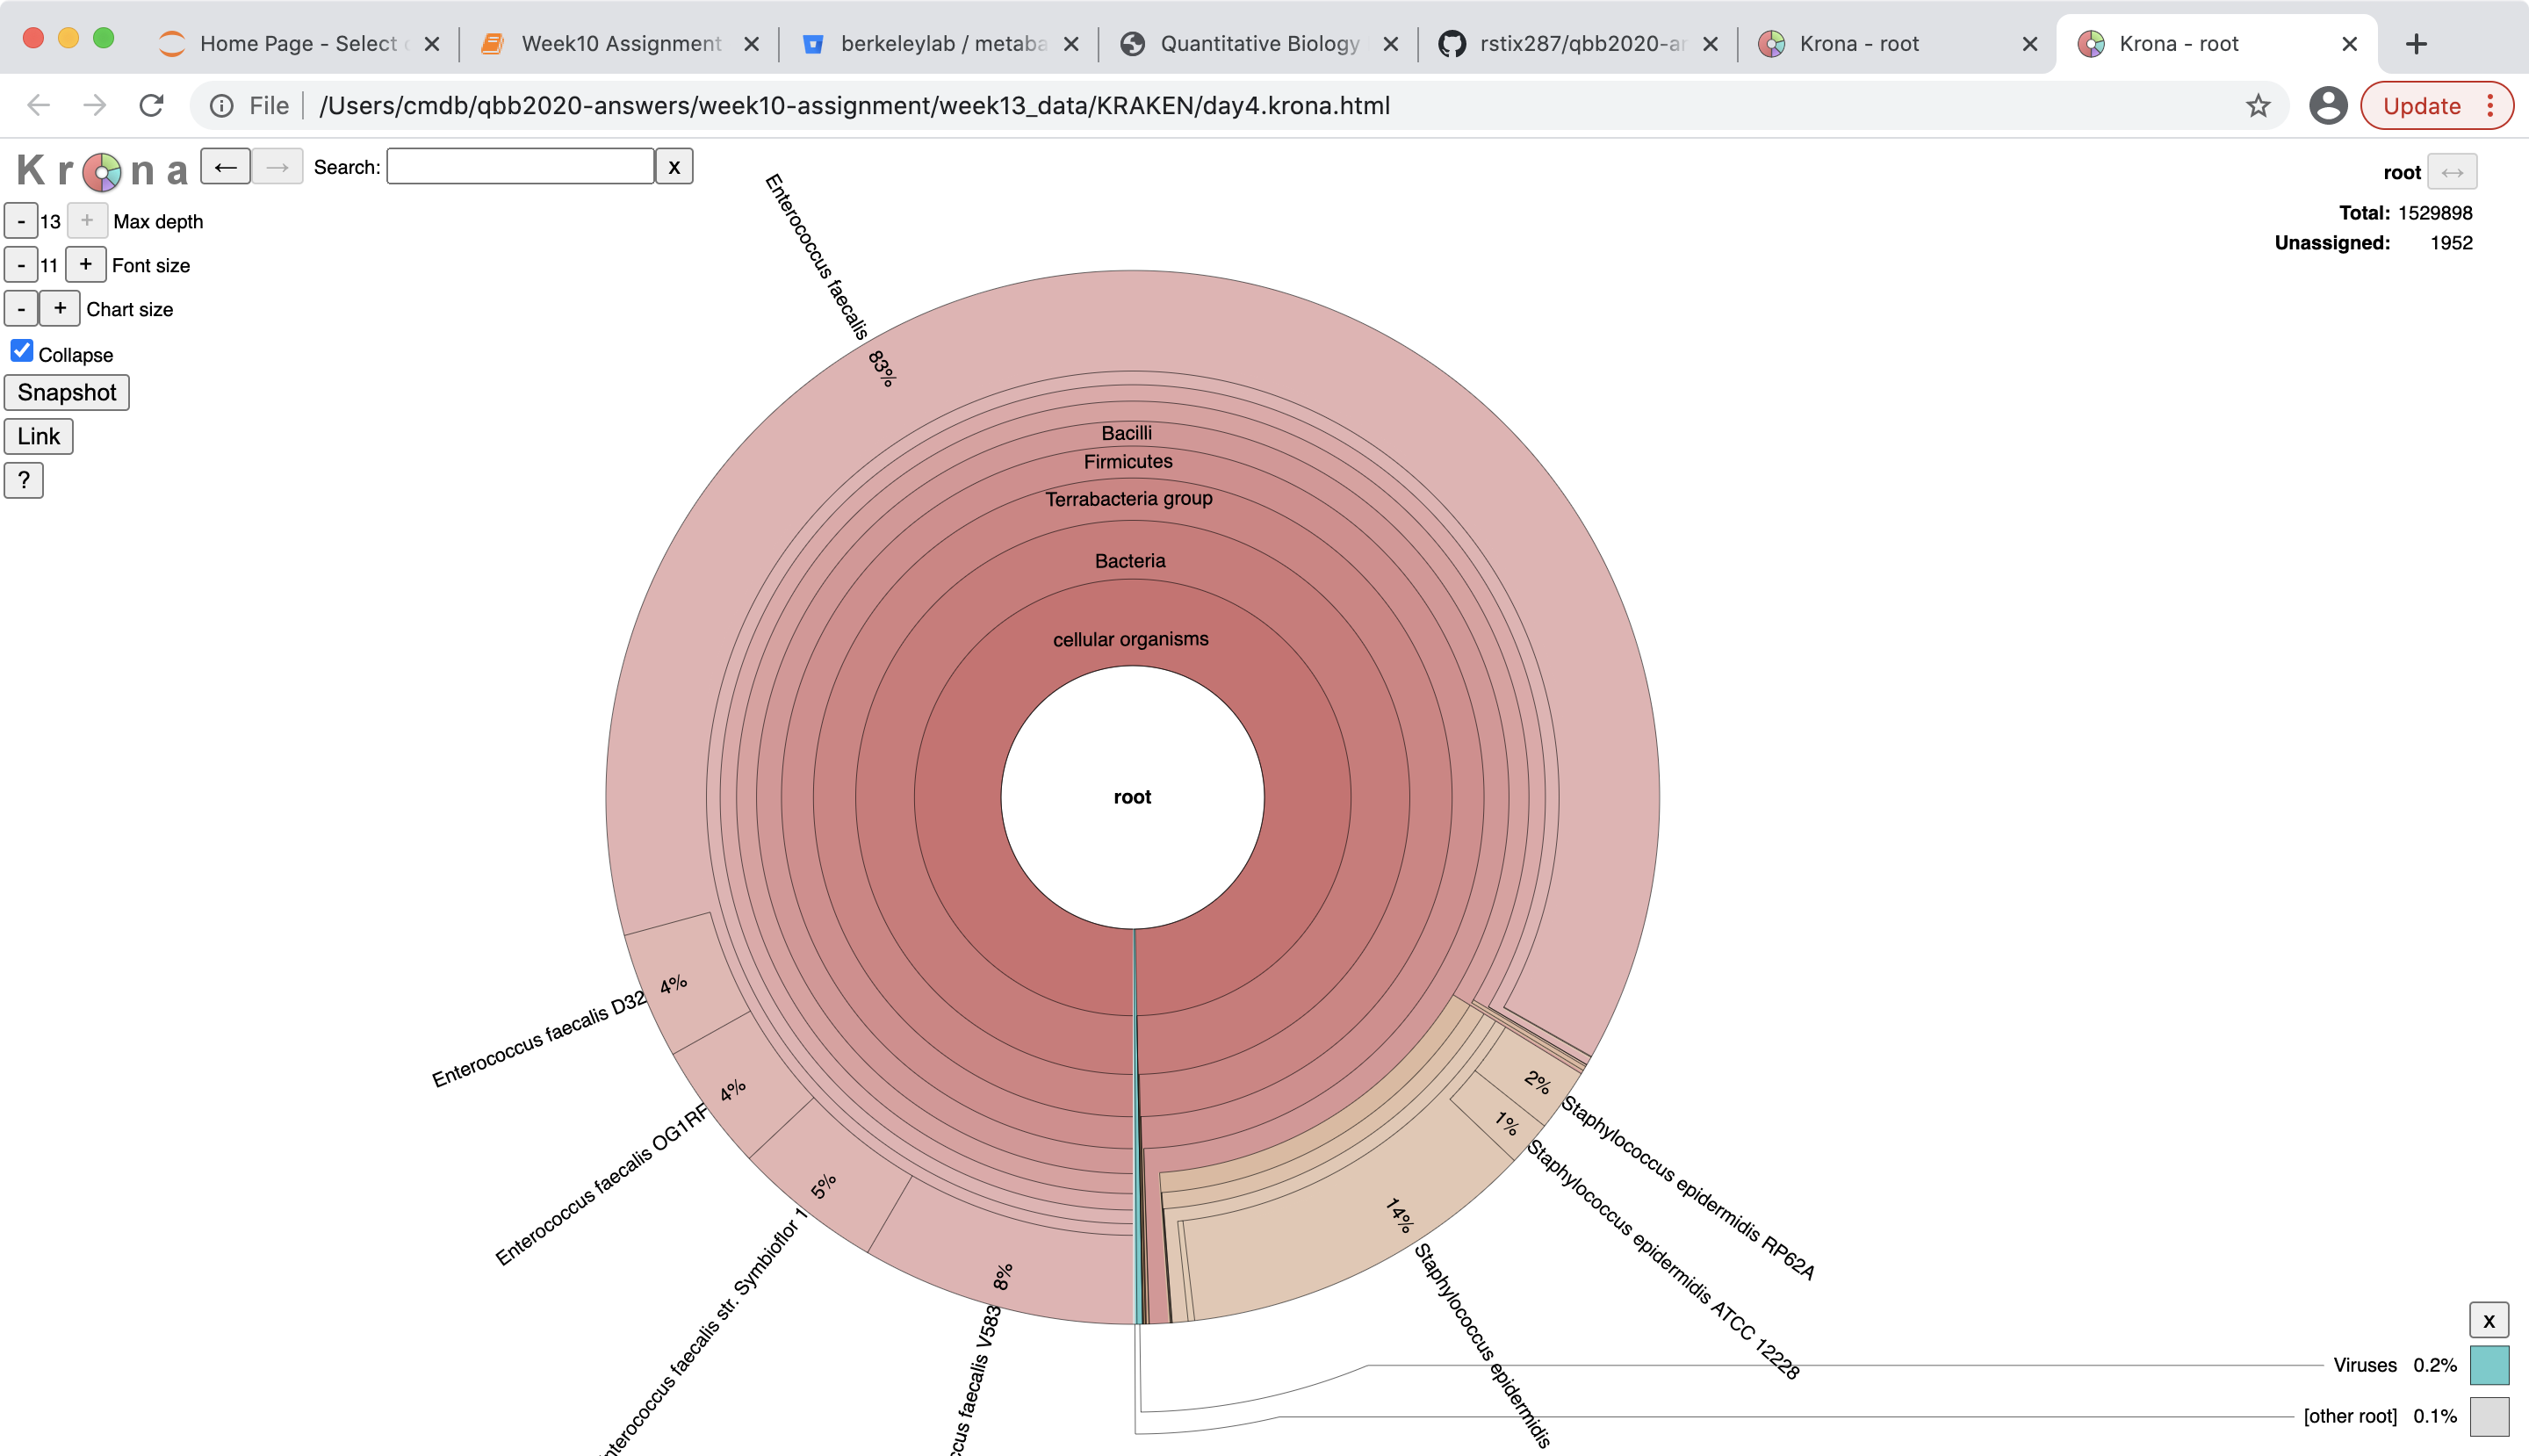 Home Page - Select
Week10 Assignment
berkeleylab / metaba
Quantitative Biology
rstix287/qbb2020-ar
Krona - root
Krona - root
File
/Users/cmdb/qbb2020-answers/week10-assignment/week13_data/KRAKEN/day4.krona.html
Update
Krona
← → Search: x
- 13 + Max depth
- 11 + Font size
- + Chart size
Collapse
Snapshot
Link
?
root ↔
Total: 1529898
Unassigned: 1952
Enterococcus faecalis 83%
Bacilli
Firmicutes
Terrabacteria group
Bacteria
cellular organisms
root
Enterococcus faecalis D32 4%
Enterococcus faecalis OG1RF 4%
nterococcus faecalis str. Symbioflor 1 5%
ccus faecalis V583 8%
2% Staphylococcus epidermidis RP62A
1% Staphylococcus epidermidis ATCC 12228
14% Staphylococcus epidermidis
x
Viruses 0.2%
[other root] 0.1%